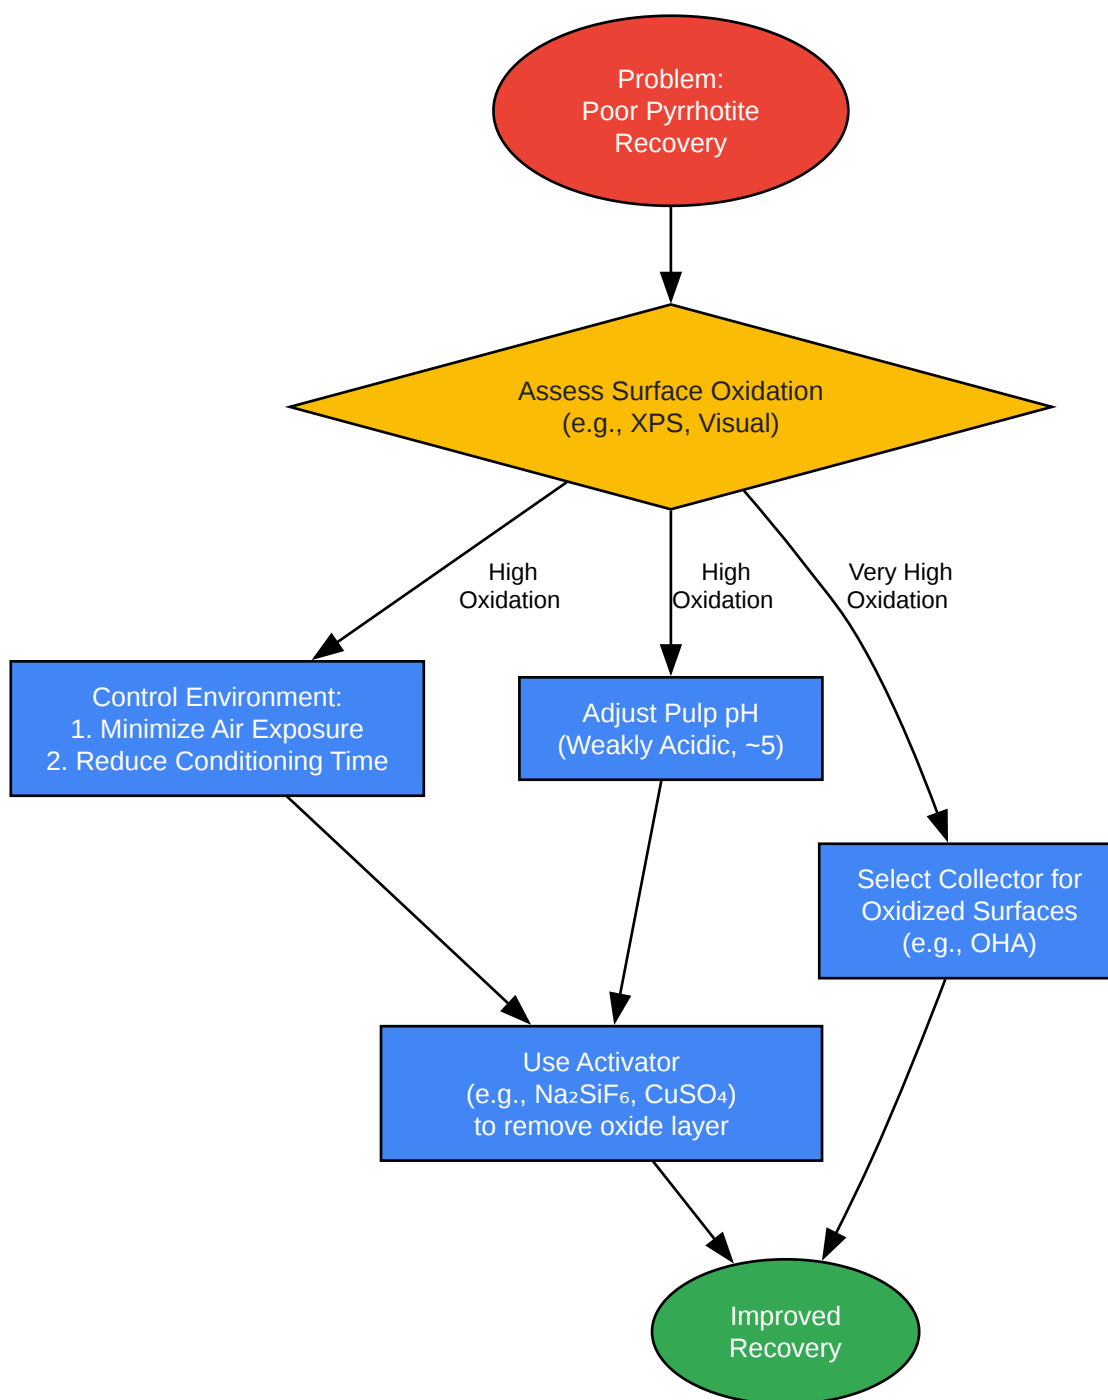 Problem:
Poor Pyrrhotite
Recovery
Assess Surface Oxidation
(e.g., XPS, Visual)
High
Oxidation
High
Oxidation
Very High
Oxidation
Control Environment:
1. Minimize Air Exposure
2. Reduce Conditioning Time
Adjust Pulp pH
(Weakly Acidic, ~5)
Select Collector for
Oxidized Surfaces
(e.g., OHA)
Use Activator
(e.g., Na₂SiF₆, CuSO₄)
to remove oxide layer
Improved
Recovery